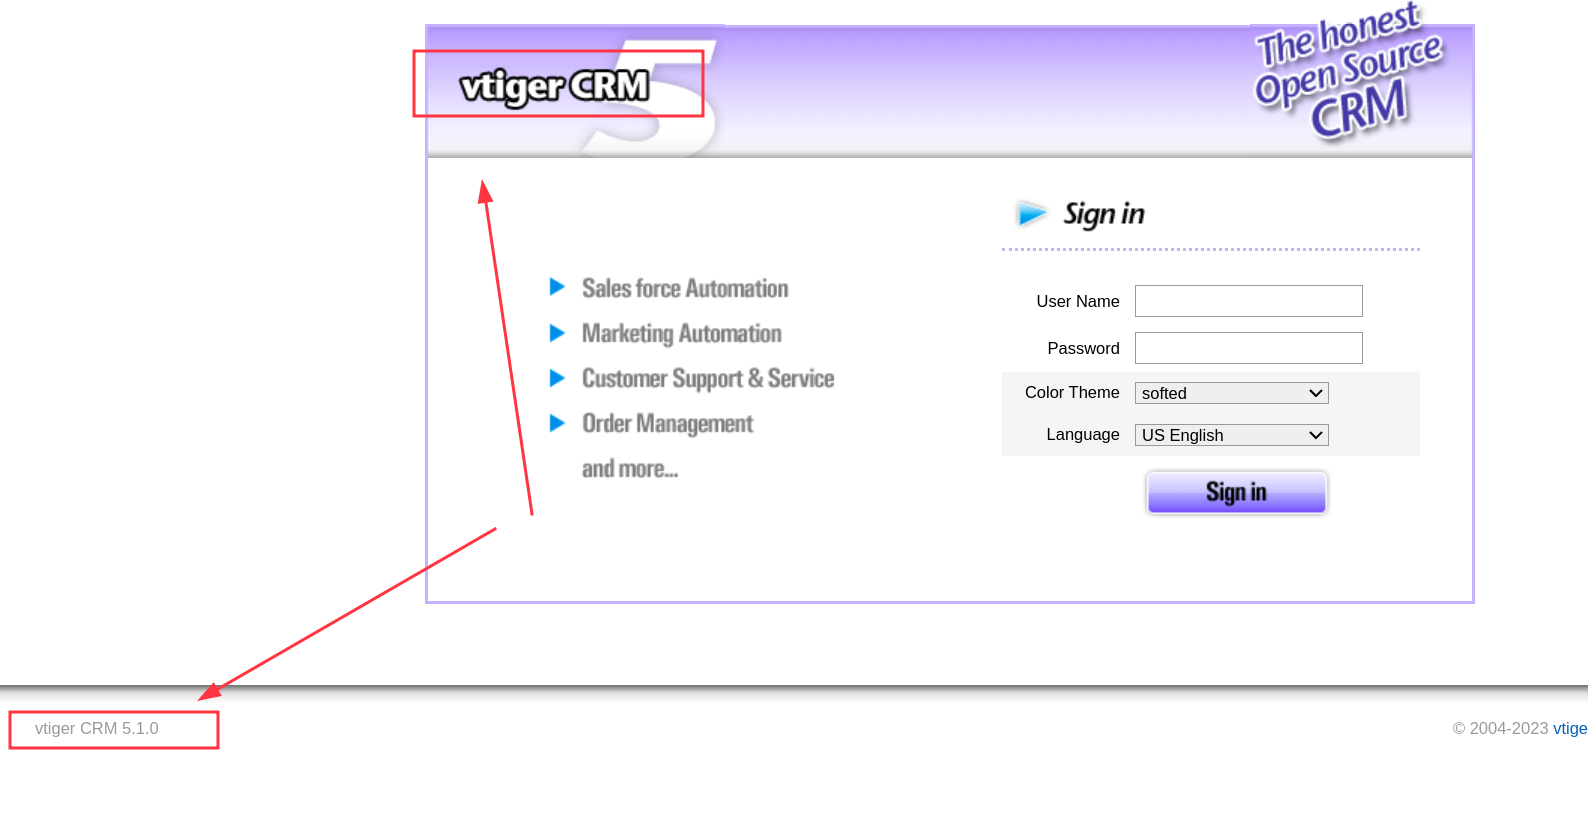 vtiger CRM
5
The honest
Open Source
CRM
Sign in
Sales force Automation
Marketing Automation
Customer Support & Service
Order Management
and more...
User Name
Password
Color Theme softed
Language US English
Sign in
vtiger CRM 5.1.0
© 2004-2023 vtige